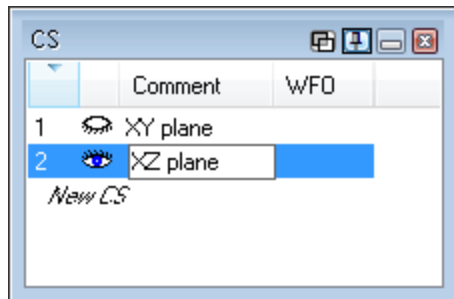 CS
Comment WFO
1 XY plane
2 XZ plane
New CS